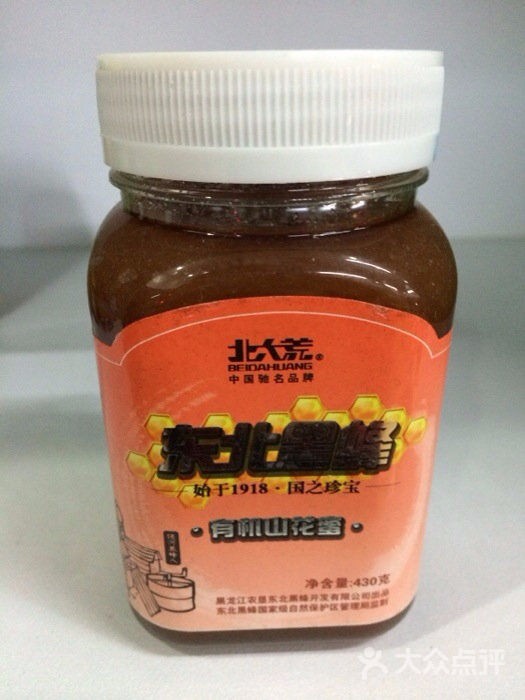 北大荒®
BEIDAHUANG
中国驰名品牌
东北黑蜂
始于1918·国之珍宝
·有机山花蜜·
净含量:430克
黑龙江农垦东北黑蜂开发有限公司出品
东北黑蜂国家级自然保护区管理局监制
大众点评